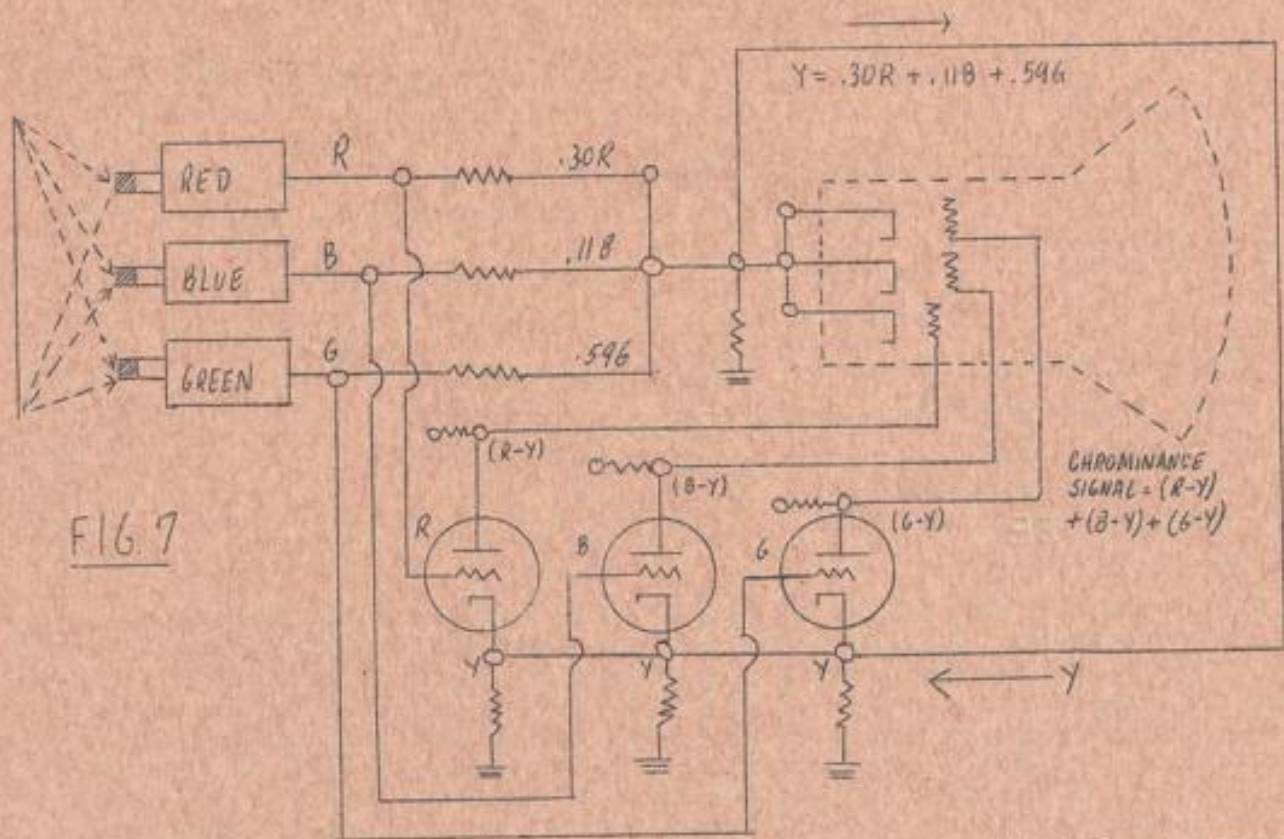 Y = .30R + .11B + .59G
RED
R
.30R
BLUE
B
.11B
GREEN
G
.59G
(R-Y)
(B-Y)
(G-Y)
CHROMINANCE
SIGNAL = (R-Y)
+ (B-Y) + (G-Y)
FIG. 7
R
B
G
Y
Y
Y
Y